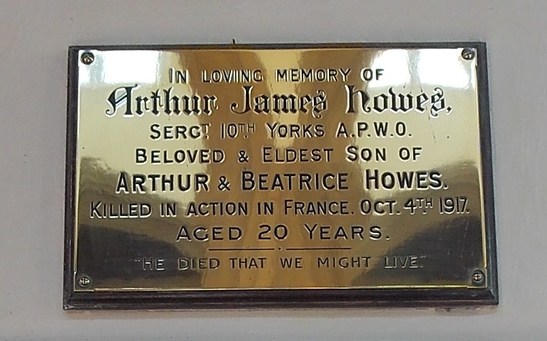 IN LOVING MEMORY OF
Arthur James Howes,
SERGT 10TH YORKS A.P.W.O.
BELOVED & ELDEST SON OF
ARTHUR & BEATRICE HOWES.
KILLED IN ACTION IN FRANCE. OCT. 4TH 1917.
AGED 20 YEARS.
"HE DIED THAT WE MIGHT LIVE."